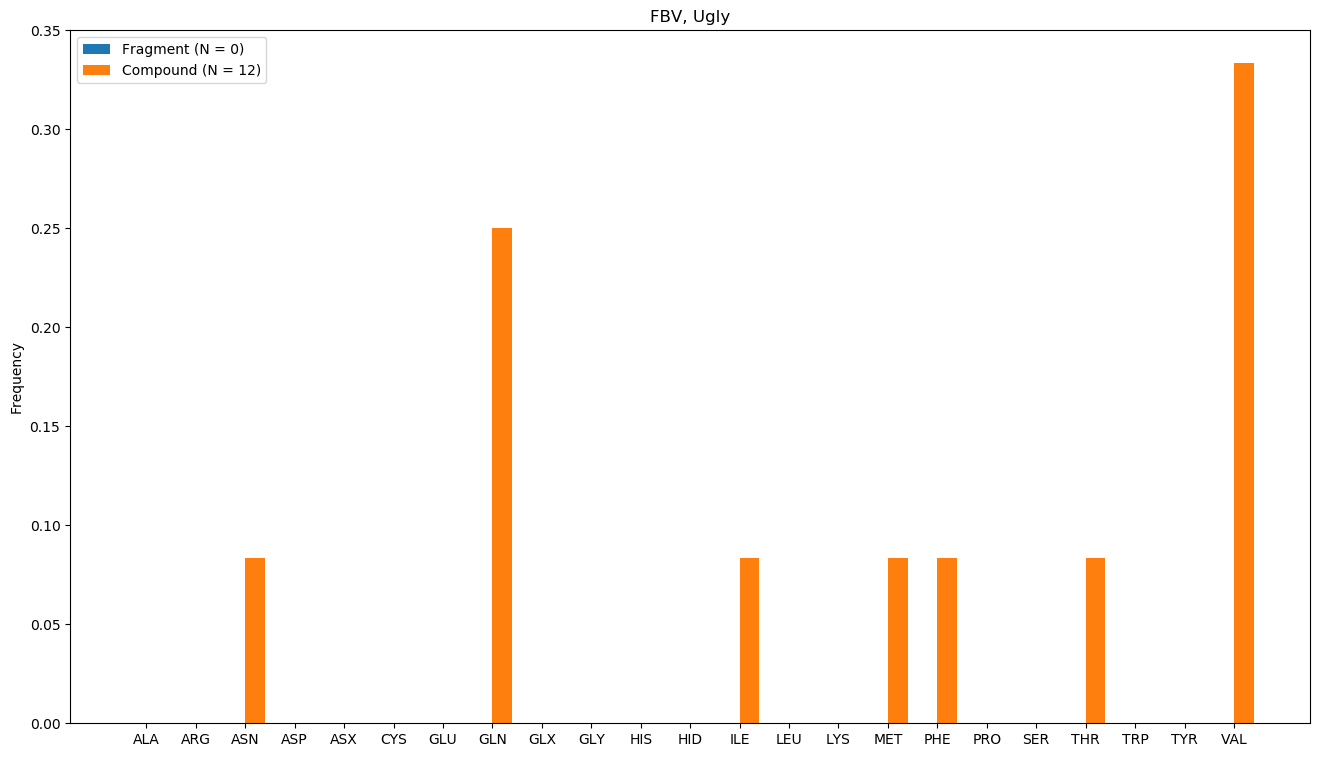 FBV, Ugly
Fragment (N = 0)
Compound (N = 12)
Frequency
0.35
0.30
0.25
0.20
0.15
0.10
0.05
0.00
ALA ARG ASN ASP ASX CYS GLU GLN GLX GLY HIS HID ILE LEU LYS MET PHE PRO SER THR TRP TYR VAL